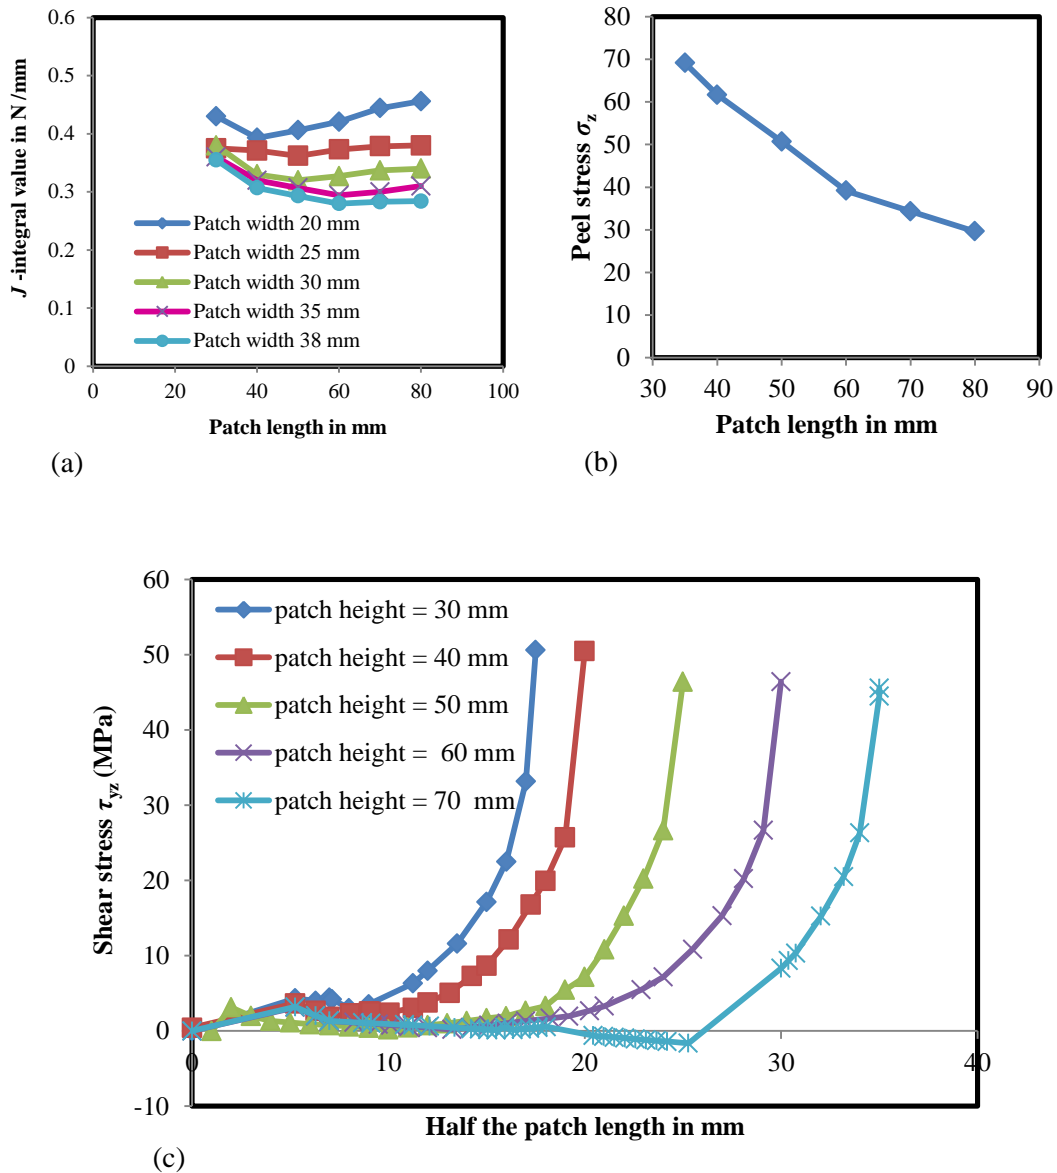 0.6
0.5
0.4
0.3
0.2
0.1
0
J -integral value in N /mm
Patch width 20 mm
Patch width 25 mm
Patch width 30 mm
Patch width 35 mm
Patch width 38 mm
0 20 40 60 80 100
Patch length in mm
(a)
80
70
60
50
40
30
20
10
0
Peel stress σz
30 40 50 60 70 80 90
Patch length in mm
(b)
60
50
40
30
20
10
0
-10
Shear stress τyz (MPa)
patch height = 30 mm
patch height = 40 mm
patch height = 50 mm
patch height = 60 mm
patch height = 70 mm
0 10 20 30 40
Half the patch length in mm
(c)